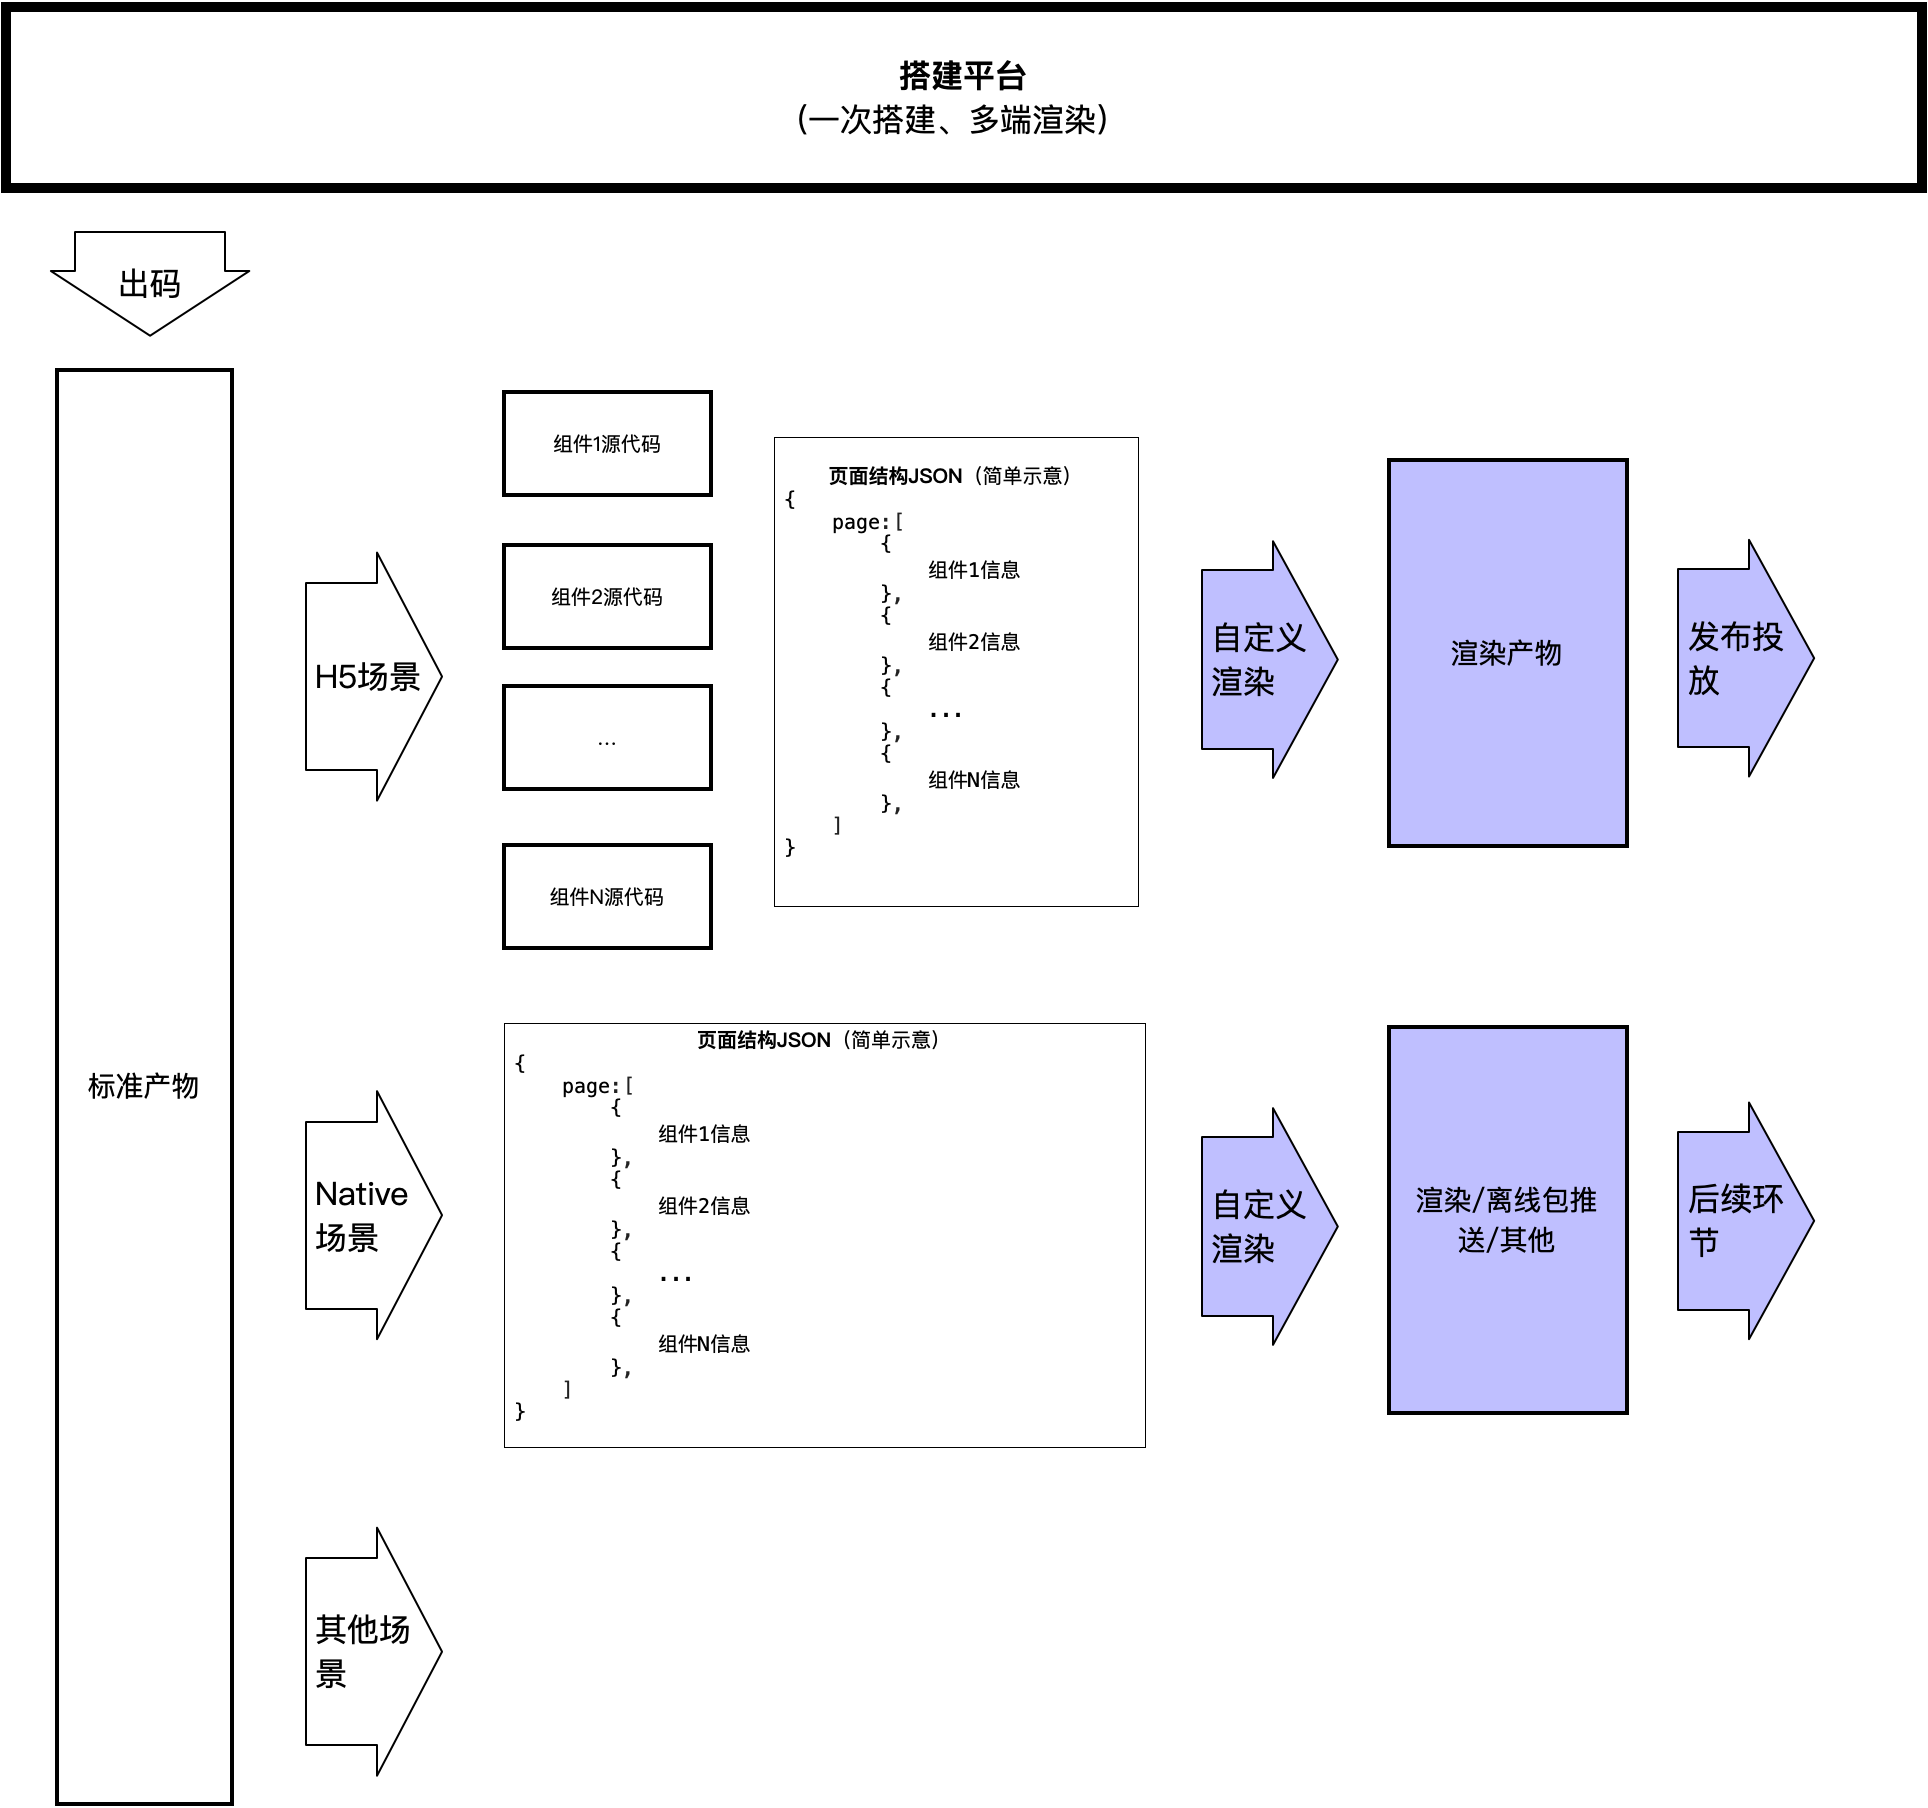 搭建平台
(一次搭建、多端渲染)
出码
标准产物
H5场景
组件1源代码
组件2源代码
...
组件N源代码
页面结构JSON（简单示意）
{
page:[
{
组件1信息
},
{
组件2信息
},
{
...
},
{
组件N信息
},
]
}
自定义
渲染
渲染产物
发布投
放
Native
场景
页面结构JSON（简单示意）
{
page:[
{
组件1信息
},
{
组件2信息
},
{
...
},
{
组件N信息
},
]
}
自定义
渲染
渲染/离线包推
送/其他
后续环
节
其他场
景